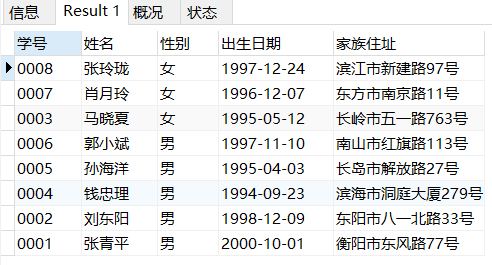 信息 Result 1 概况 状态
学号 姓名 性别 出生日期 家族住址
0008 张玲珑 女 1997-12-24 滨江市新建路97号
0007 肖月玲 女 1996-12-07 东方市南京路11号
0003 马晓夏 女 1995-05-12 长岭市五一路763号
0006 郭小斌 男 1997-11-10 南山市红旗路113号
0005 孙海洋 男 1995-04-03 长岛市解放路27号
0004 钱忠理 男 1994-09-23 滨海市洞庭大厦279号
0002 刘东阳 男 1998-12-09 东阳市八一北路33号
0001 张青平 男 2000-10-01 衡阳市东风路77号